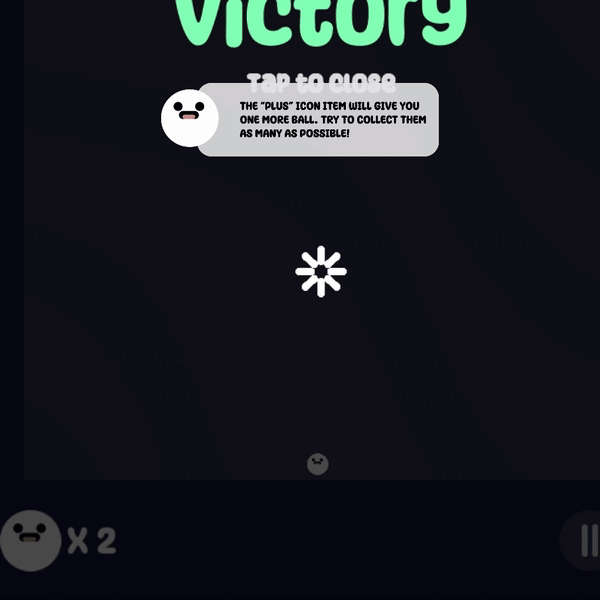 Victory
Tap to Close
THE "PLUS" ICON ITEM WILL GIVE YOU
ONE MORE BALL. TRY TO COLLECT THEM
AS MANY AS POSSIBLE!
X 2